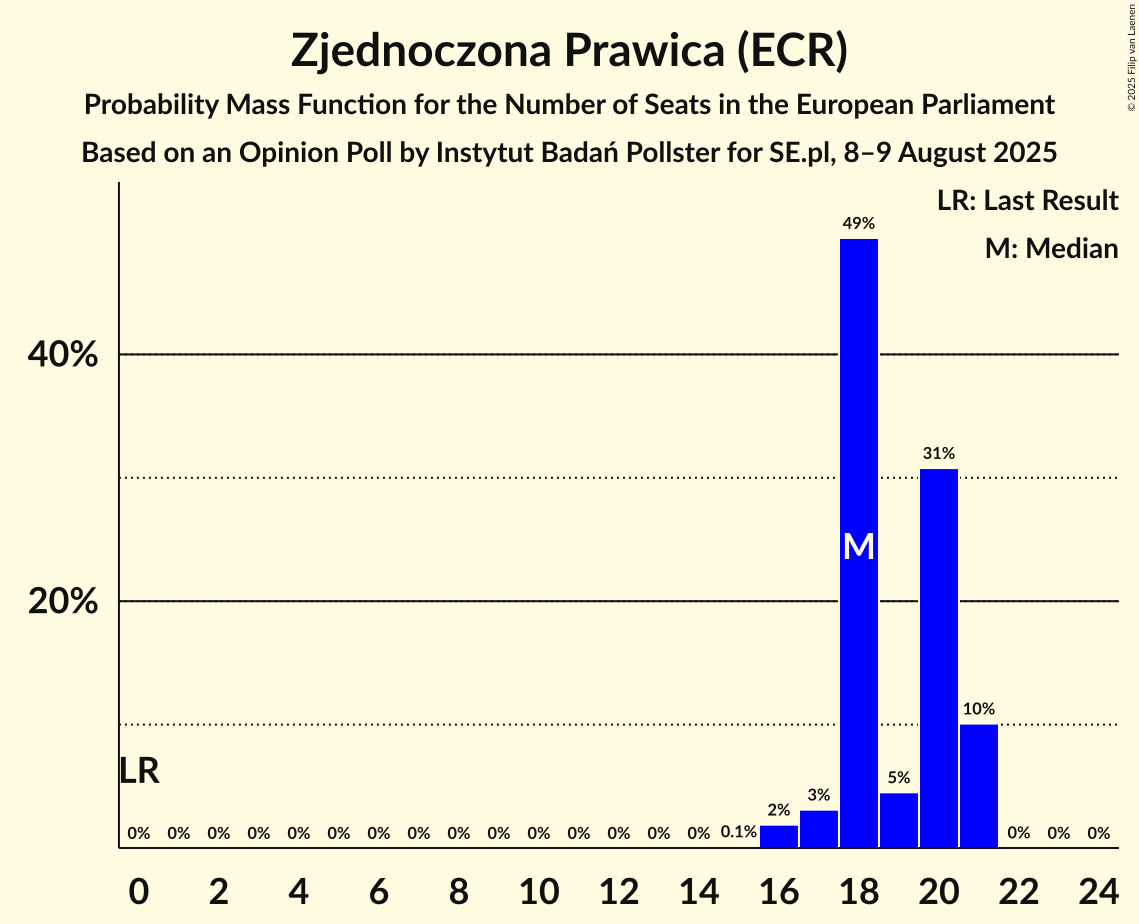 Zjednoczona Prawica (ECR)
Probability Mass Function for the Number of Seats in the European Parliament
Based on an Opinion Poll by Instytut Badań Pollster for SE.pl, 8–9 August 2025
© 2025 Filip van Laenen
LR: Last Result
M: Median
49%
40%
31%
M
20%
10%
LR
5%
3%
2%
0% 0% 0% 0% 0% 0% 0% 0% 0% 0% 0% 0% 0% 0% 0% 0.1% 0% 0% 0%
0 2 4 6 8 10 12 14 16 18 20 22 24